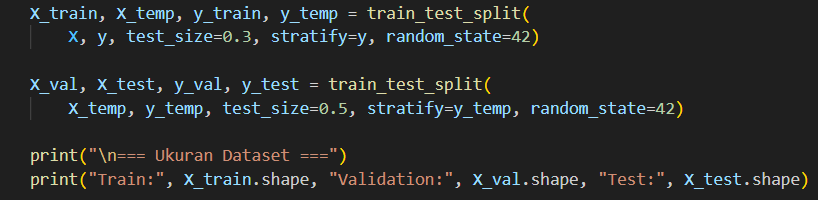 X_train, X_temp, y_train, y_temp = train_test_split(
    X, y, test_size=0.3, stratify=y, random_state=42)
X_val, X_test, y_val, y_test = train_test_split(
    X_temp, y_temp, test_size=0.5, stratify=y_temp, random_state=42)
print("\n=== Ukuran Dataset ===")
print("Train:", X_train.shape, "Validation:", X_val.shape, "Test:", X_test.shape)